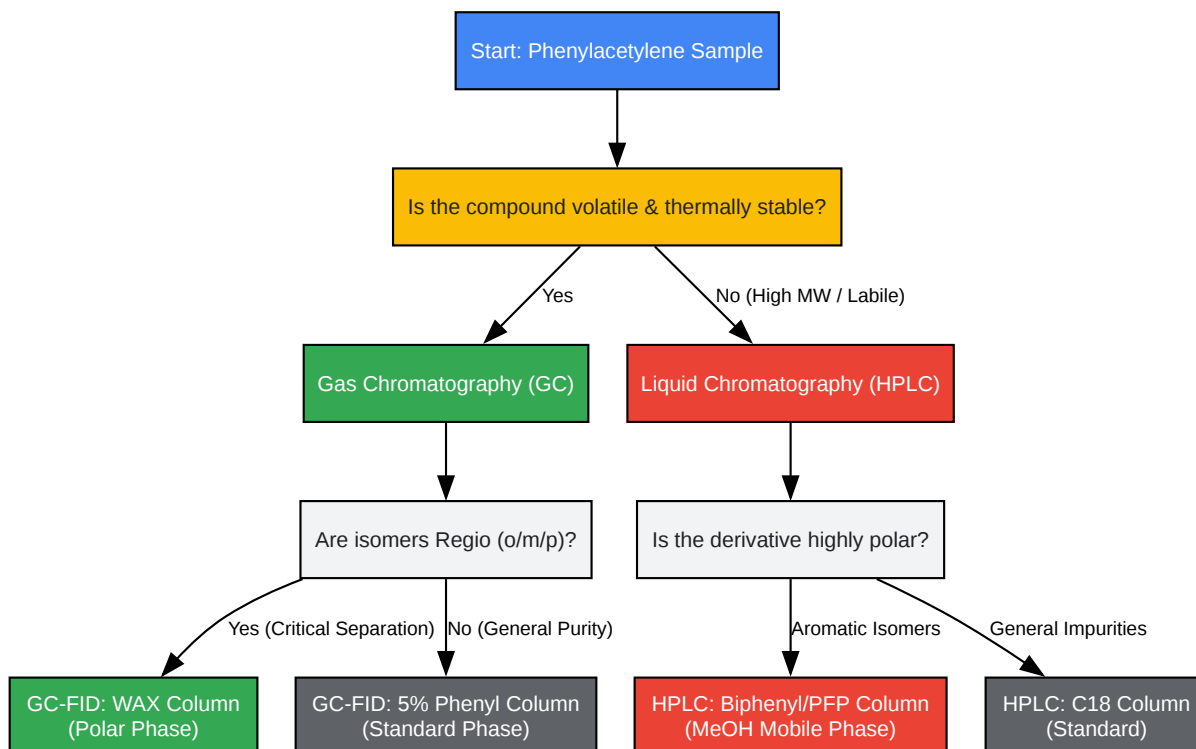 Start: Phenylacetylene Sample
Is the compound volatile & thermally stable?
Yes
No (High MW / Labile)
Gas Chromatography (GC)
Liquid Chromatography (HPLC)
Are isomers Regio (o/m/p)?
Is the derivative highly polar?
Yes (Critical Separation)
No (General Purity)
Aromatic Isomers
General Impurities
GC-FID: WAX Column
(Polar Phase)
GC-FID: 5% Phenyl Column
(Standard Phase)
HPLC: Biphenyl/PFP Column
(MeOH Mobile Phase)
HPLC: C18 Column
(Standard)